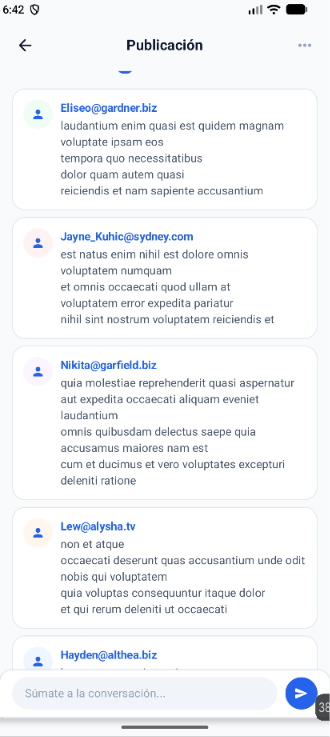 6:42
Publicación
Eliseo@gardner.biz
laudantium enim quasi est quidem magnam
voluptate ipsam eos
tempora quo necessitatibus
dolor quam autem quasi
reiciendis et nam sapiente accusantium
Jayne_Kuhic@sydney.com
est natus enim nihil est dolore omnis
voluptatem numquam
et omnis occaecati quod ullam at
voluptatem error expedita pariatur
nihil sint nostrum voluptatem reiciendis et
Nikita@garfield.biz
quia molestiae reprehenderit quasi aspernatur
aut expedita occaecati aliquam eveniet
laudantium
omnis quibusdam delectus saepe quia
accusamus maiores nam est
cum et ducimus et vero voluptates excepturi
deleniti ratione
Lew@alysha.tv
non et atque
occaecati deserunt quas accusantium unde odit
nobis qui voluptatem
quia voluptas consequuntur itaque dolor
et qui rerum deleniti ut occaecati
Hayden@althea.biz
Súmate a la conversación...
38